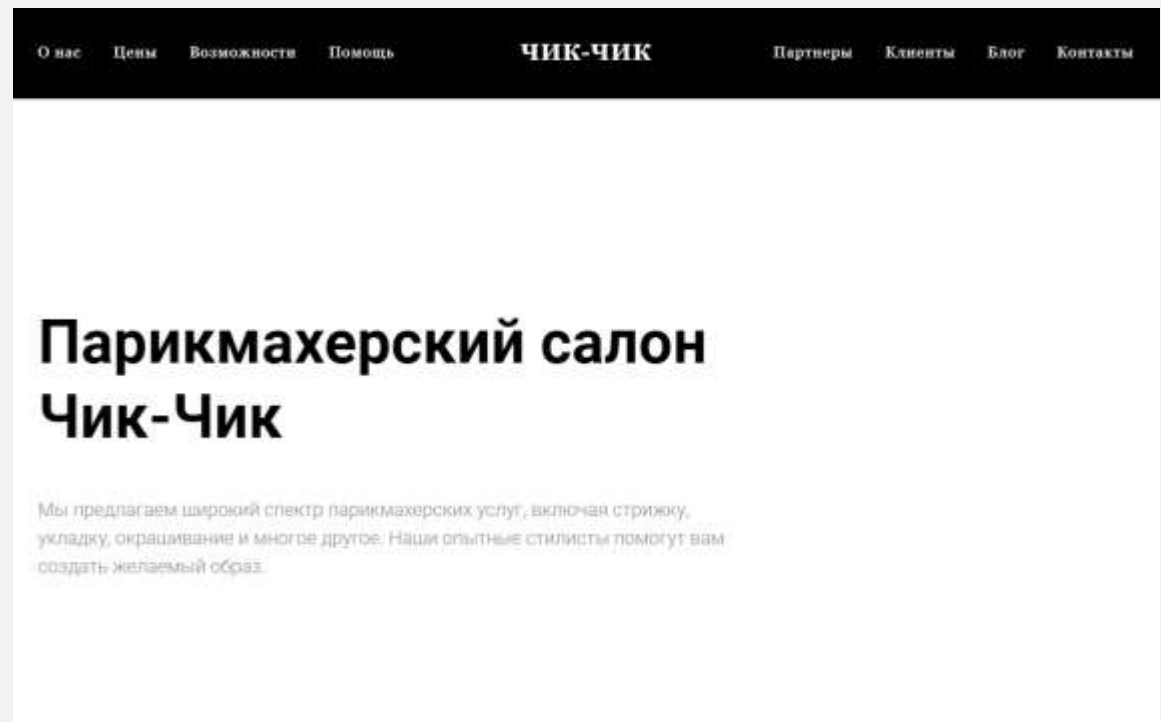 О нас Цены Возможности Помощь ЧИК-ЧИК Партнеры Клиенты Блог Контакты
Парикмахерский салон
Чик-Чик
Мы предлагаем широкий спектр парикмахерских услуг, включая стрижку,
укладку, окрашивание и многое другое. Наши опытные стилисты помогут вам
создать желаемый образ.